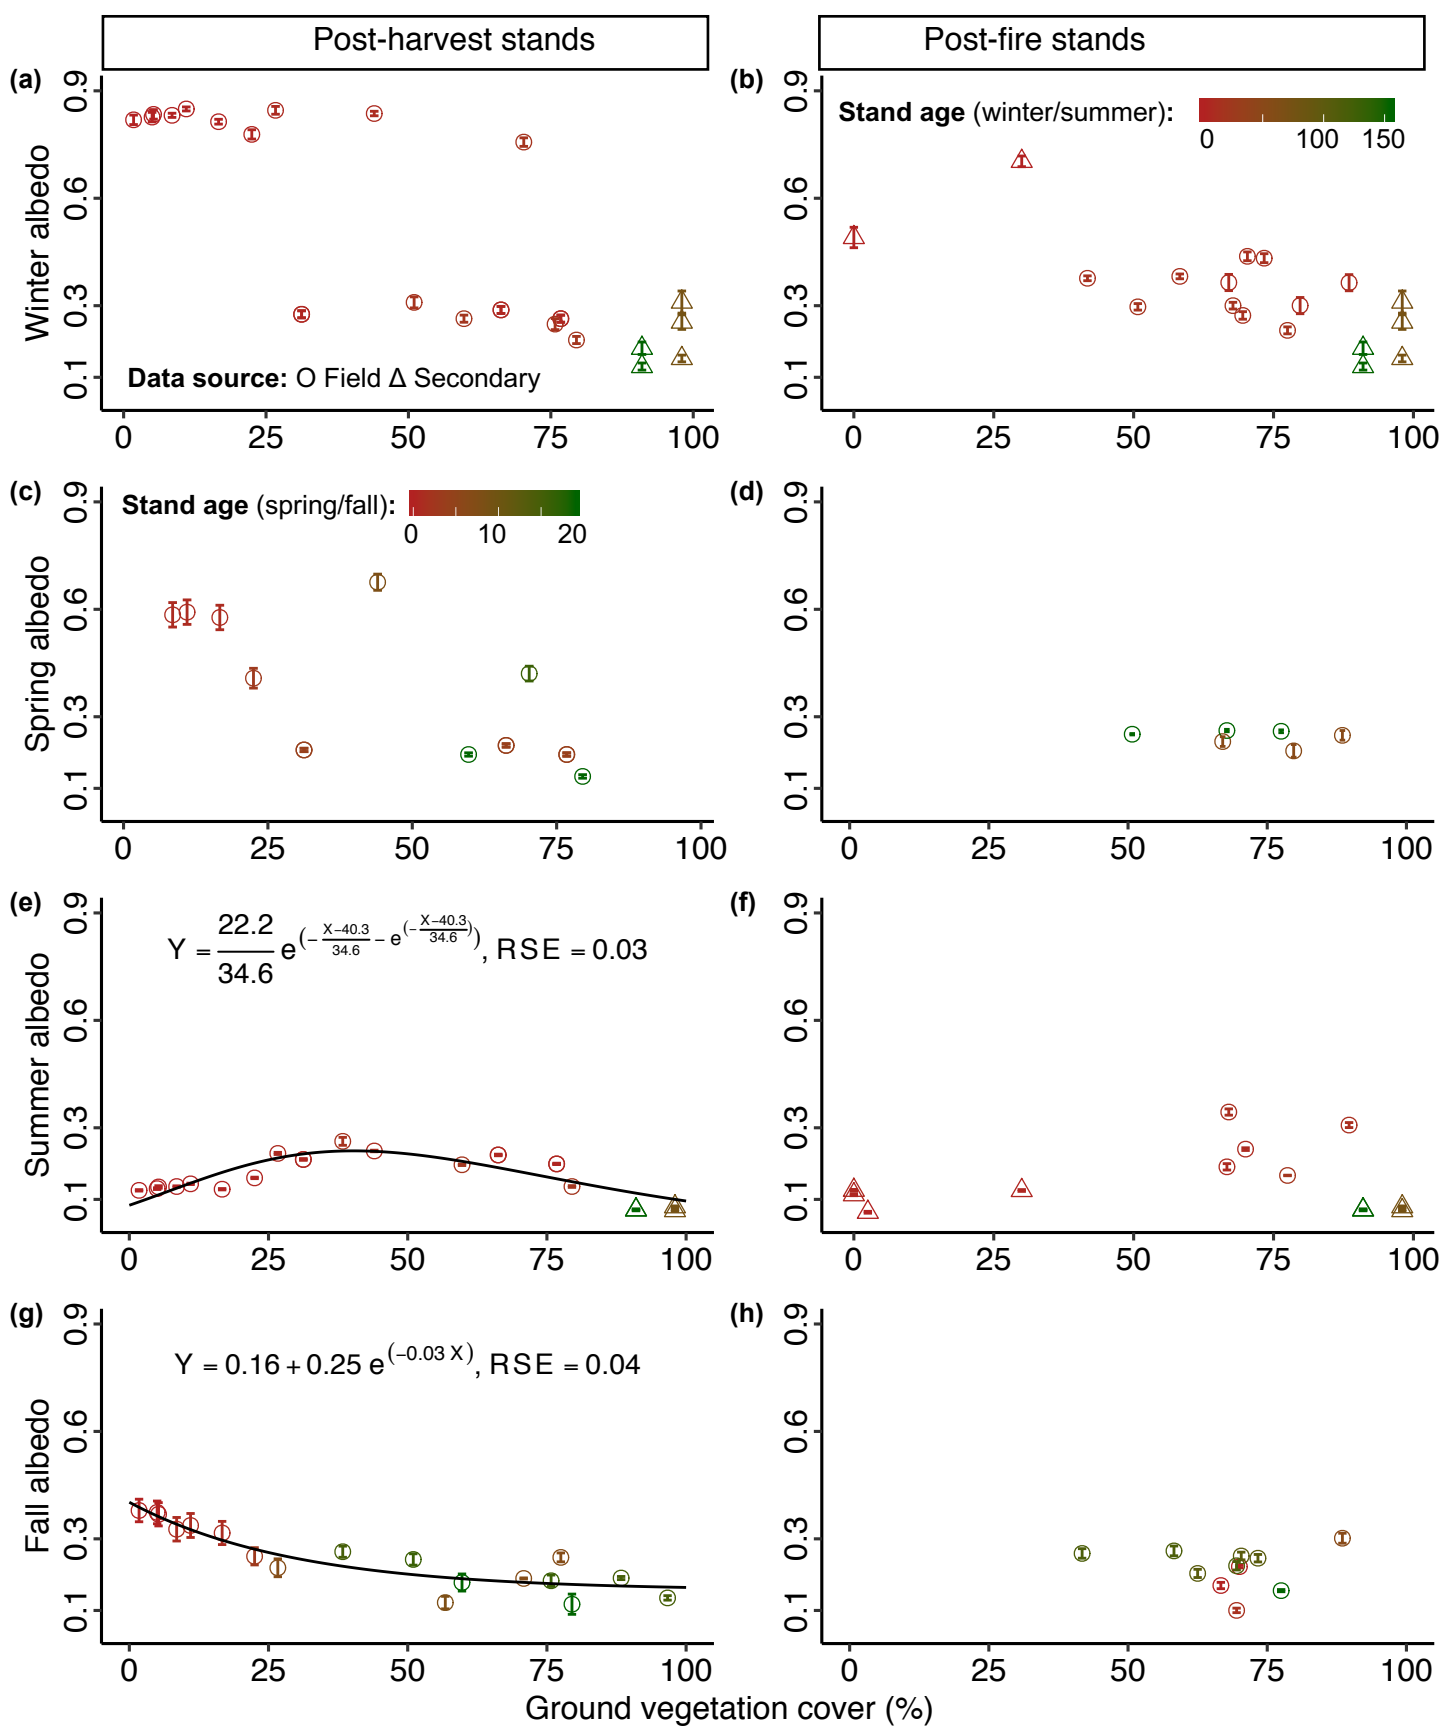 Post-harvest stands
Post-fire stands
(a)
0.9
0.6
0.3
0.1
Winter albedo
Data source: O Field Δ Secondary
0 25 50 75 100
(b)
Stand age (winter/summer):
0 100 150
0.9
0.6
0.3
0.1
0 25 50 75 100
(c)
Stand age (spring/fall):
0 10 20
0.9
0.6
0.3
0.1
Spring albedo
0 25 50 75 100
(d)
0.9
0.6
0.3
0.1
0 25 50 75 100
(e)
Y = 22.2/34.6 e^(− X−40.3/34.6 − e^(− X−40.3/34.6)), RSE = 0.03
0.9
0.6
0.3
0.1
Summer albedo
0 25 50 75 100
(f)
0.9
0.6
0.3
0.1
0 25 50 75 100
(g)
Y = 0.16 + 0.25 e^(−0.03 X), RSE = 0.04
0.9
0.6
0.3
0.1
Fall albedo
0 25 50 75 100
(h)
0.9
0.6
0.3
0.1
0 25 50 75 100
Ground vegetation cover (%)